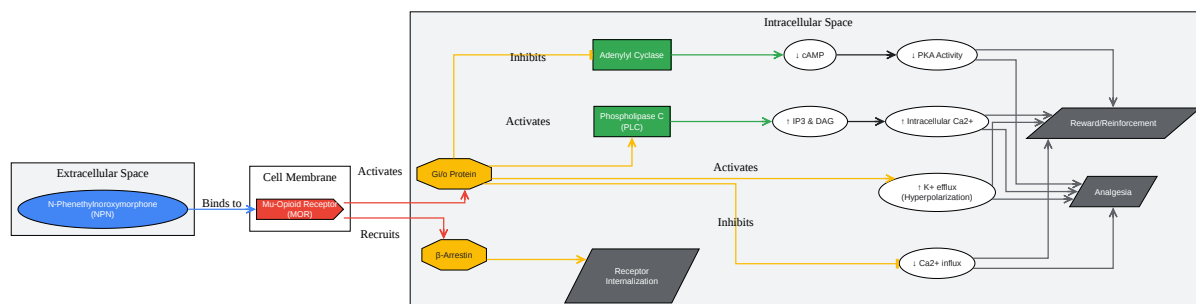 Intracellular Space
Inhibits
Adenylyl Cyclase
↓ cAMP
↓ PKA Activity
Activates
Phospholipase C
(PLC)
↑ IP3 & DAG
↑ Intracellular Ca2+
Reward/Reinforcement
Extracellular Space
N-Phenethylnoroxymorphone
(NPN)
Binds to
Cell Membrane
Mu-Opioid Receptor
(MOR)
Activates
Recruits
Gi/o Protein
Activates
↑ K+ efflux
(Hyperpolarization)
Analgesia
Inhibits
β-Arrestin
Receptor
Internalization
↓ Ca2+ influx